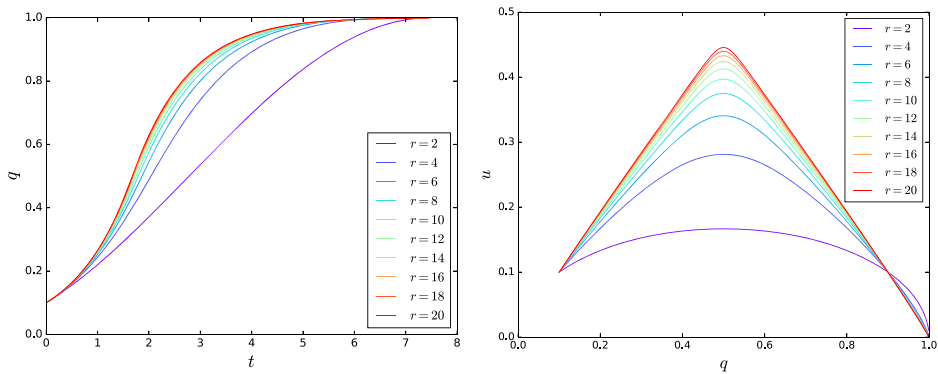 1.0
0.8
0.6
0.4
0.2
0.0
q
0 1 2 3 4 5 6 7 8
t
r = 2
r = 4
r = 6
r = 8
r = 10
r = 12
r = 14
r = 16
r = 18
r = 20
0.5
0.4
0.3
0.2
0.1
0.0
u
0.0 0.2 0.4 0.6 0.8 1.0
q
r = 2
r = 4
r = 6
r = 8
r = 10
r = 12
r = 14
r = 16
r = 18
r = 20